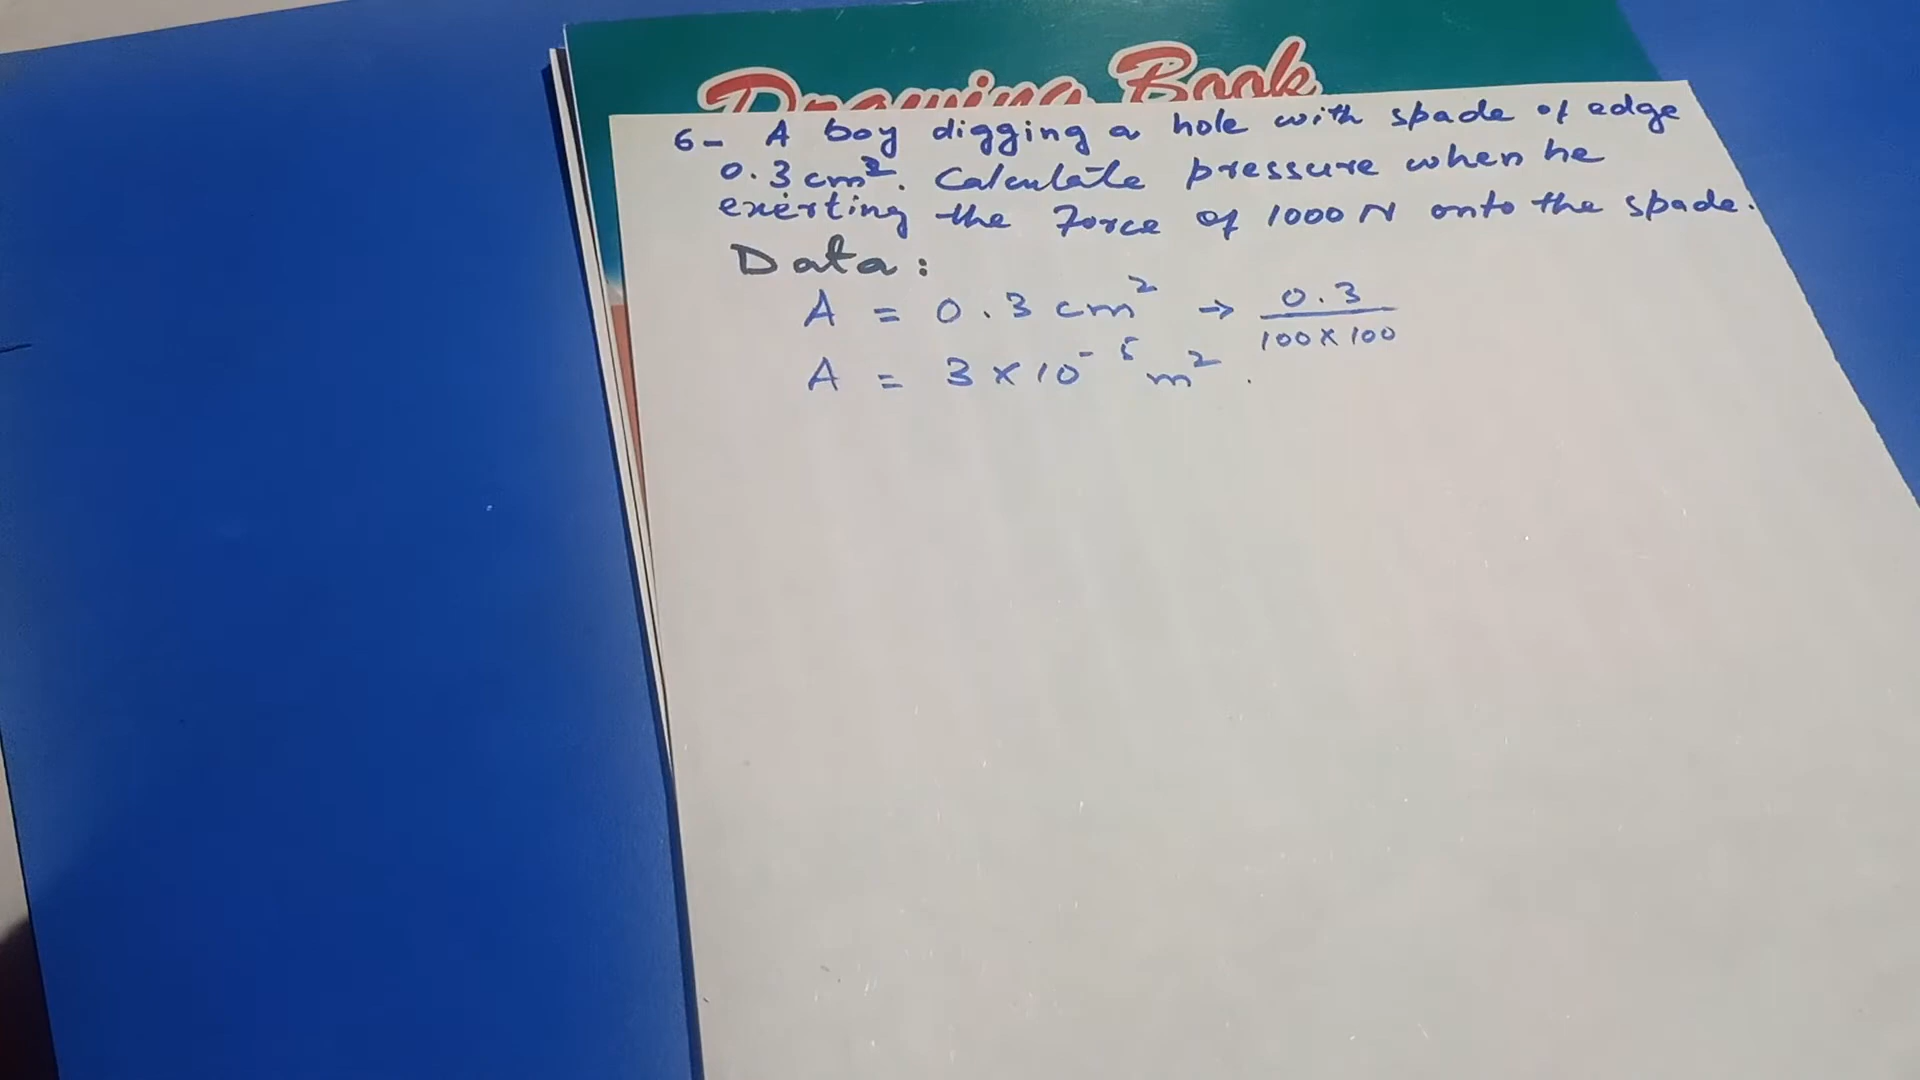 Drawing Book
6- A boy digging a hole with spade of edge
0.3 cm². Calculate pressure when he
exerting the Force of 1000 N onto the spade.
Data:
A = 0.3 cm² → 0.3 / 100 x 100
A = 3 x 10⁻⁵ m².